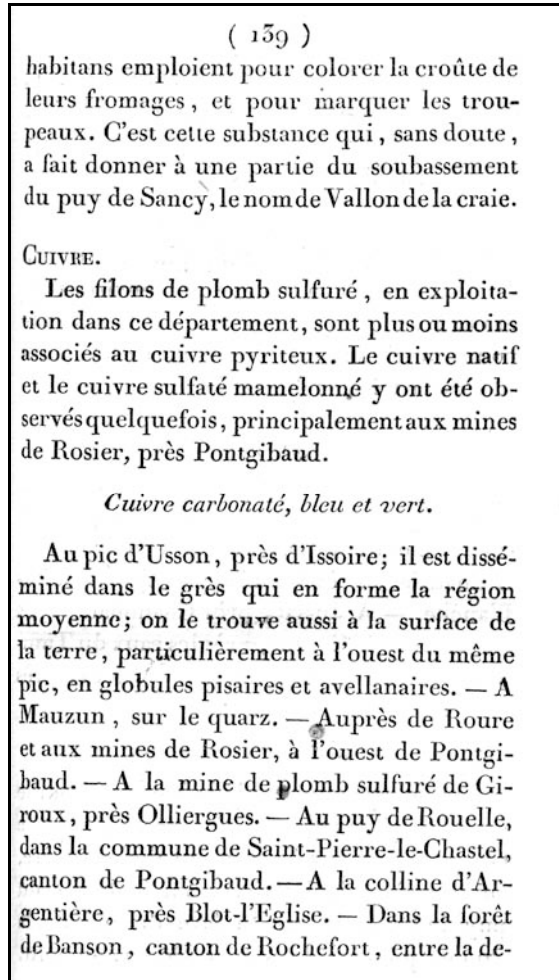 ( 139 )
habitans emploient pour colorer la croûte de
leurs fromages, et pour marquer les trou-
peaux. C'est cette substance qui, sans doute,
a fait donner à une partie du soubassement
du puy de Sancy, le nom de Vallon de la craie.
CUIVRE.
Les filons de plomb sulfuré, en exploita-
tion dans ce département, sont plus ou moins
associés au cuivre pyriteux. Le cuivre natif
et le cuivre sulfaté mamelonné y ont été ob-
servés quelquefois, principalement aux mines
de Rosier, près Pontgibaud.
Cuivre carbonaté, bleu et vert.
Au pic d'Usson, près d'Issoire; il est dissé-
miné dans le grès qui en forme la région
moyenne; on le trouve aussi à la surface de
la terre, particulièrement à l'ouest du même
pic, en globules pisaires et avellanaires. — A
Mauzun, sur le quarz. — Auprès de Roure
et aux mines de Rosier, à l'ouest de Pontgi-
baud. — A la mine de plomb sulfuré de Gi-
roux, près Olliergues. — Au puy de Rouelle,
dans la commune de Saint-Pierre-le-Chastel,
canton de Pontgibaud. — A la colline d'Ar-
gentière, près Blot-l'Eglise. — Dans la forêt
de Banson, canton de Rochefort, entre la de-